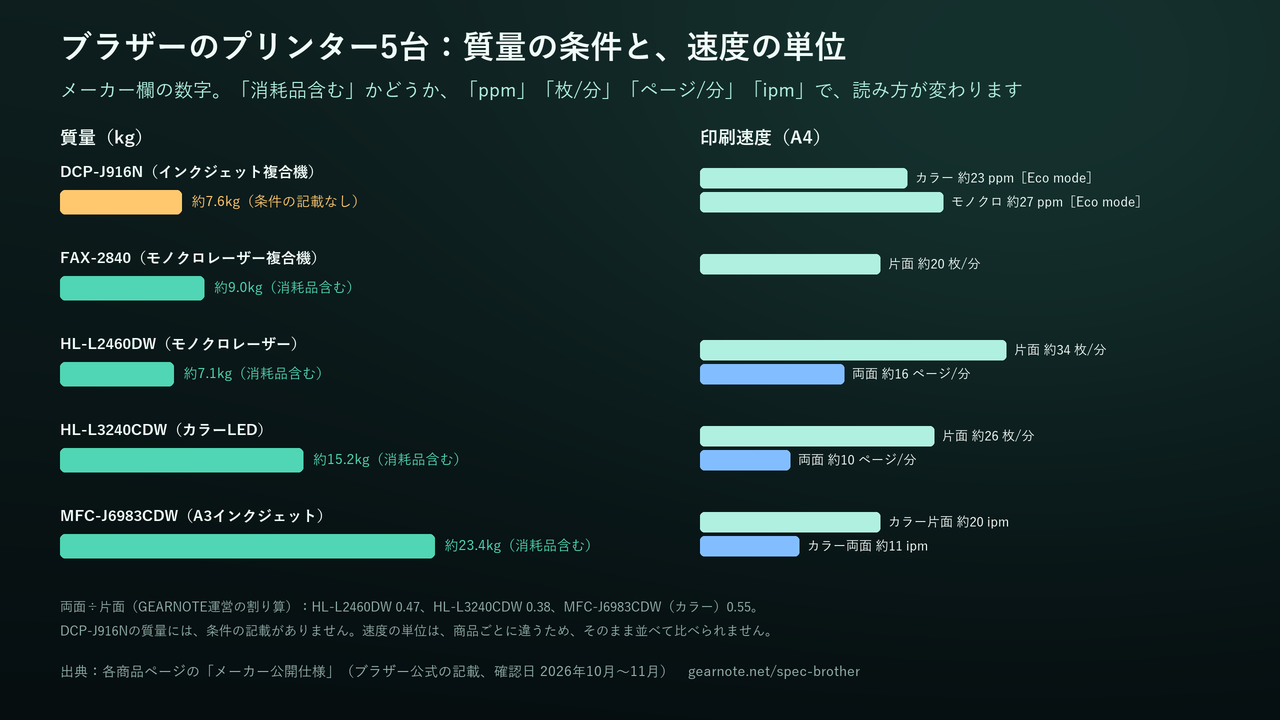 ブラザーのプリンター5台：質量の条件と、速度の単位
メーカー欄の数字。「消耗品含む」かどうか、「ppm」「枚/分」「ページ/分」「ipm」で、読み方が変わります
質量（kg）
DCP-J916N（インクジェット複合機）
約7.6kg（条件の記載なし）
FAX-2840（モノクロレーザー複合機）
約9.0kg（消耗品含む）
HL-L2460DW（モノクロレーザー）
約7.1kg（消耗品含む）
HL-L3240CDW（カラーLED）
約15.2kg（消耗品含む）
MFC-J6983CDW（A3インクジェット）
約23.4kg（消耗品含む）
印刷速度（A4）
カラー 約23 ppm［Eco mode］
モノクロ 約27 ppm［Eco mode］
片面 約20 枚/分
片面 約34 枚/分
両面 約16 ページ/分
片面 約26 枚/分
両面 約10 ページ/分
カラー片面 約20 ipm
カラー両面 約11 ipm
両面÷片面（GEARNOTE運営の割り算）：HL-L2460DW 0.47、HL-L3240CDW 0.38、MFC-J6983CDW（カラー）0.55。
DCP-J916Nの質量には、条件の記載がありません。速度の単位は、商品ごとに違うため、そのまま並べて比べられません。
出典：各商品ページの「メーカー公開仕様」（ブラザー公式の記載、確認日 2026年10月〜11月）　gearnote.net/spec-brother